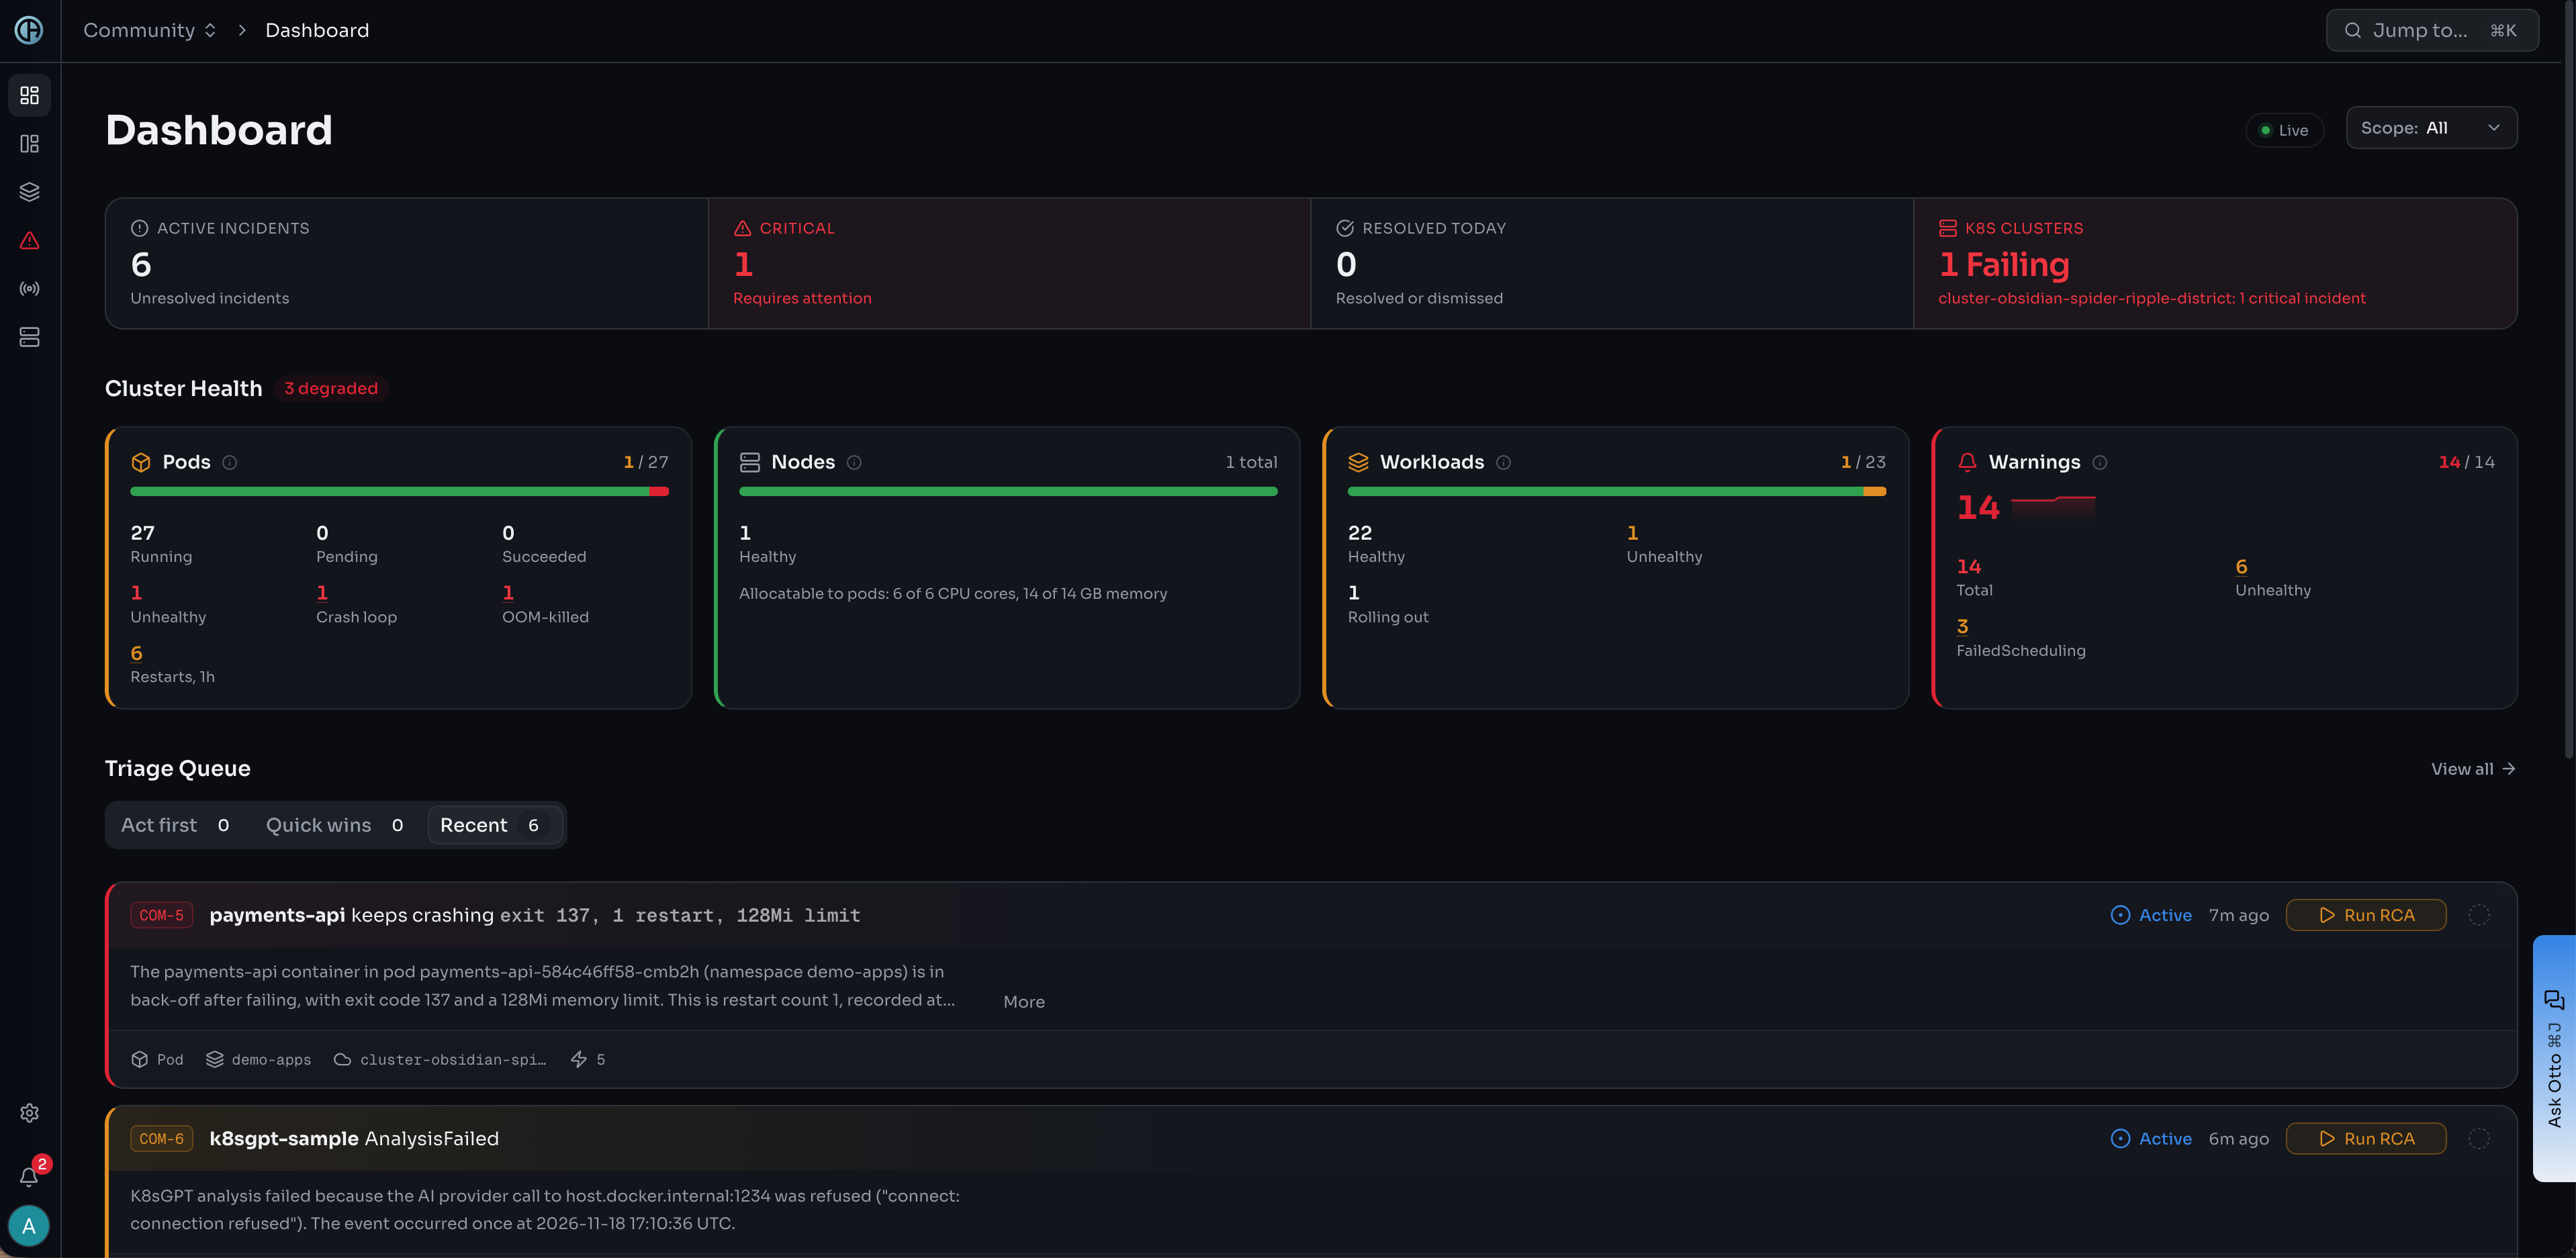 Community > Dashboard
Jump to... ⌘K
Dashboard
Live
Scope: All
ACTIVE INCIDENTS
6
Unresolved incidents
CRITICAL
1
Requires attention
RESOLVED TODAY
0
Resolved or dismissed
K8S CLUSTERS
1 Failing
cluster-obsidian-spider-ripple-district: 1 critical incident
Cluster Health 3 degraded
Pods 1 / 27
27
Running
0
Pending
0
Succeeded
1
Unhealthy
1
Crash loop
1
OOM-killed
6
Restarts, 1h
Nodes 1 total
1
Healthy
Allocatable to pods: 6 of 6 CPU cores, 14 of 14 GB memory
Workloads 1 / 23
22
Healthy
1
Unhealthy
1
Rolling out
Warnings 14 / 14
14
14
Total
6
Unhealthy
3
FailedScheduling
Triage Queue
View all →
Act first 0 Quick wins 0 Recent 6
COM-5 payments-api keeps crashing exit 137, 1 restart, 128Mi limit
Active 7m ago Run RCA
The payments-api container in pod payments-api-584c46ff58-cmb2h (namespace demo-apps) is in
back-off after failing, with exit code 137 and a 128Mi memory limit. This is restart count 1, recorded at… More
Pod demo-apps cluster-obsidian-spi… 5
COM-6 k8sgpt-sample AnalysisFailed
Active 6m ago Run RCA
K8sGPT analysis failed because the AI provider call to host.docker.internal:1234 was refused ("connect:
connection refused"). The event occurred once at 2026-11-18 17:10:36 UTC.
Ask Otto ⌘J
2
A